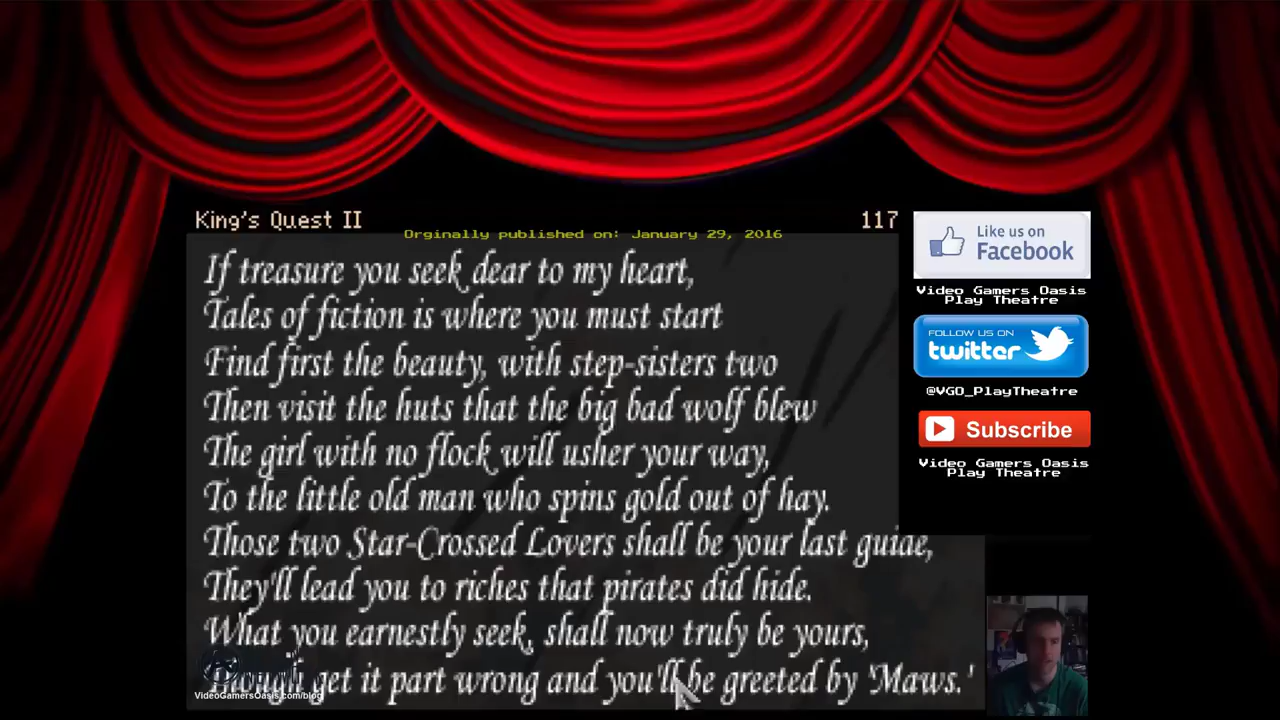 King's Quest II
117
Orginally published on: January 29, 2016
If treasure you seek dear to my heart,
Tales of fiction is where you must start
Find first the beauty, with step-sisters two
Then visit the huts that the big bad wolf blew
The girl with no flock will usher your way,
To the little old man who spins gold out of hay.
Those two Star-Crossed Lovers shall be your last guide,
They'll lead you to riches that pirates did hide.
What you earnestly seek, shall now truly be yours,
get it part wrong and you'll be greeted by 'Maws.'
VideoGamersOasis.com/blog
Like us on
Facebook
Video Gamers Oasis
Play Theatre
FOLLOW US ON
twitter
@VGO_PlayTheatre
Subscribe
Video Gamers Oasis
Play Theatre